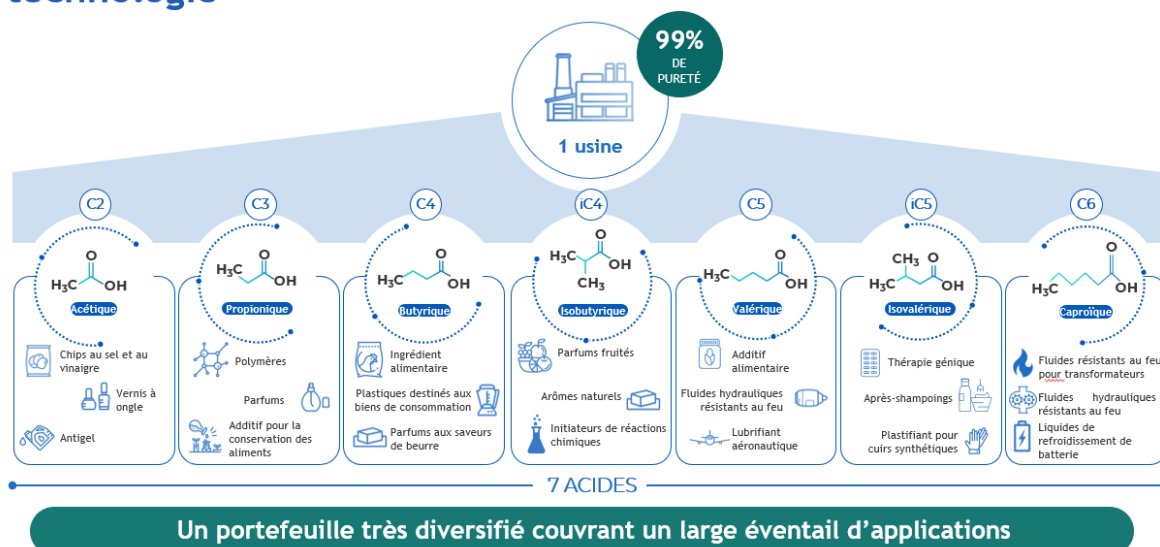 technologie
99%
DE
PURETÉ
1 usine
C2
C3
C4
iC4
C5
iC5
C6
O
H₃C
OH
Acétique
Chips au sel et au
vinaigre
Vernis à
ongle
Antigel
H₃C
O
OH
Propionique
Polymères
Parfums
Additif pour la
conservation des
aliments
H₃C
O
OH
Butyrique
Ingrédient
alimentaire
Plastiques destinés aux
biens de consommation
Parfums aux saveurs
de beurre
O
H₃C
OH
CH₃
Isobutyrique
Parfums fruités
Arômes naturels
Initiateurs de réactions
chimiques
O
H₃C
OH
Valérique
Additif
alimentaire
Fluides hydrauliques
résistants au feu
Lubrifiant
aéronautique
CH₃ O
H₃C
OH
Isovalérique
Thérapie génique
Après-shampoings
Plastifiant pour
cuirs synthétiques
O
H₃C
OH
Caproïque
Fluides résistants au feu
pour transformateurs
Fluides hydrauliques
résistants au feu
Liquides de
refroidissement de
batterie
7 ACIDES
Un portefeuille très diversifié couvrant un large éventail d'applications